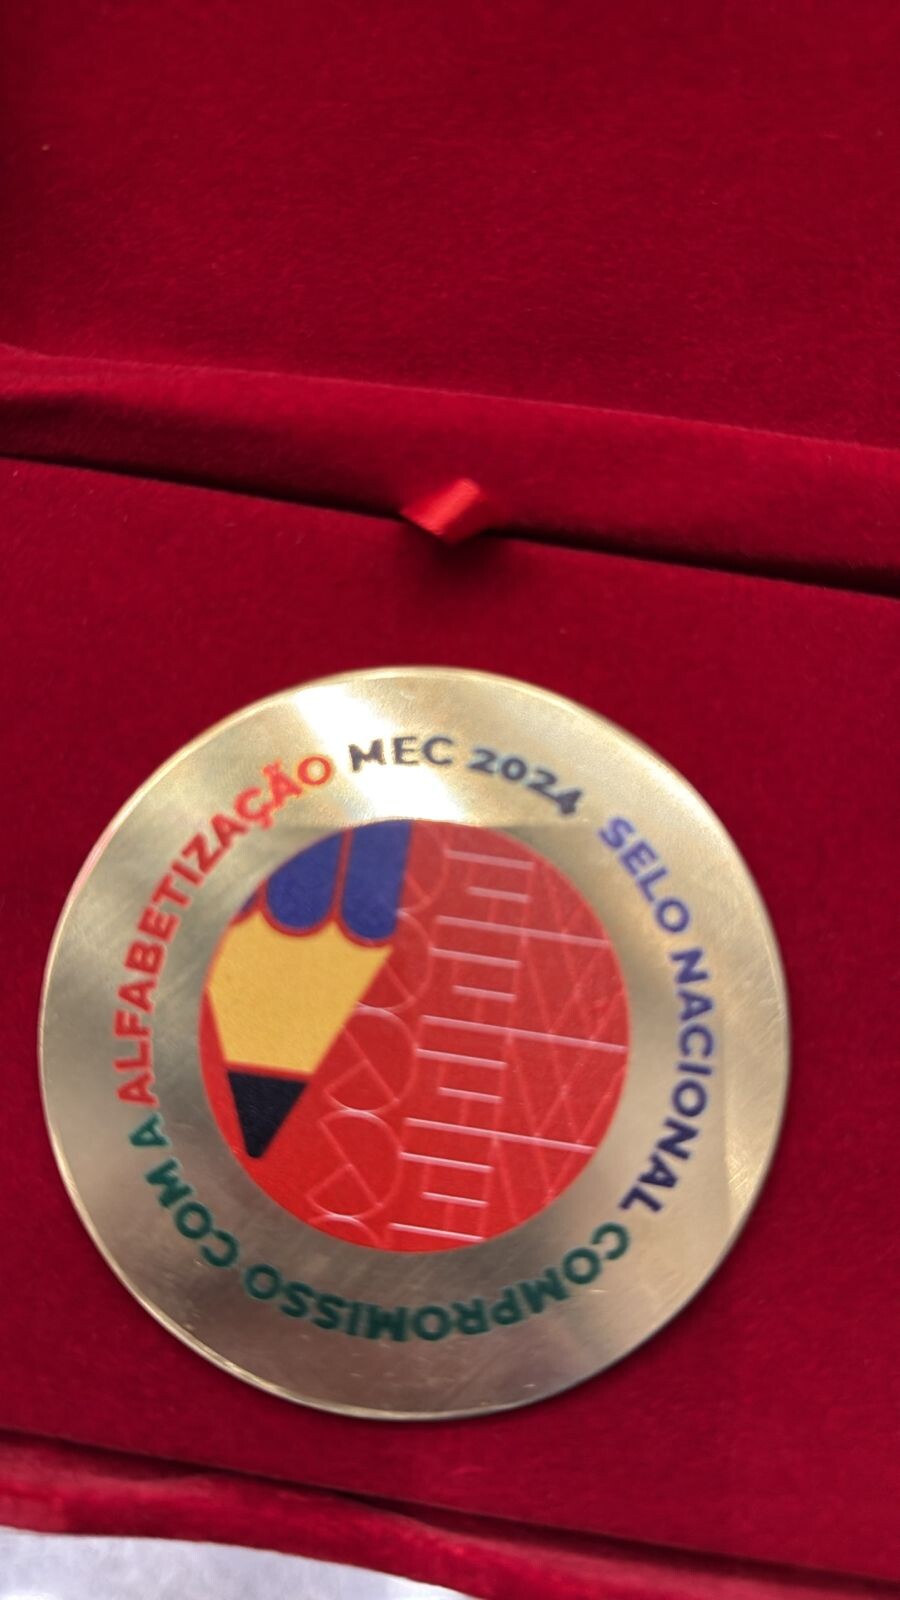 SELO NACIONAL COMPROMISSO COM A ALFABETIZAÇÃO MEC 2024